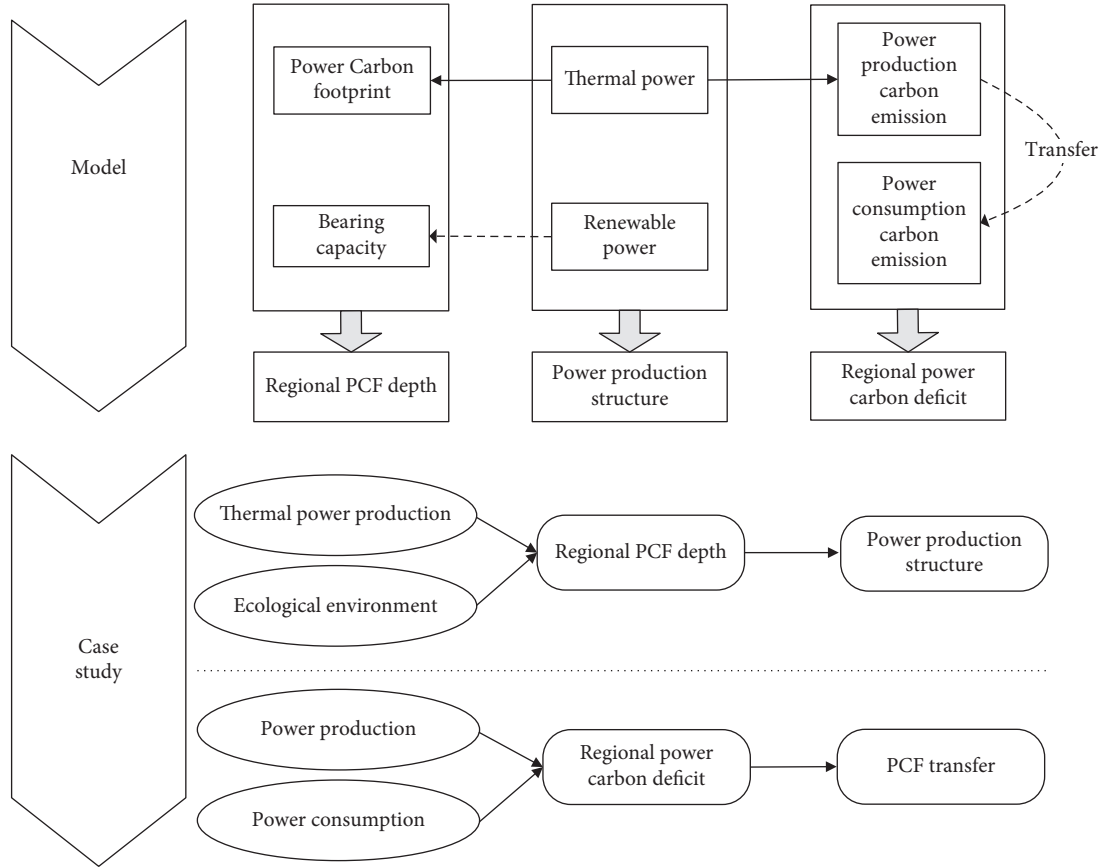 Model
Power Carbon
footprint
Thermal power
Power
production
carbon
emission
Transfer
Bearing
capacity
Renewable
power
Power
consumption
carbon
emission
Regional PCF depth
Power production
structure
Regional power
carbon deficit
Case
study
Thermal power production
Ecological environment
Regional PCF depth
Power production
structure
Power production
Power consumption
Regional power
carbon deficit
PCF transfer